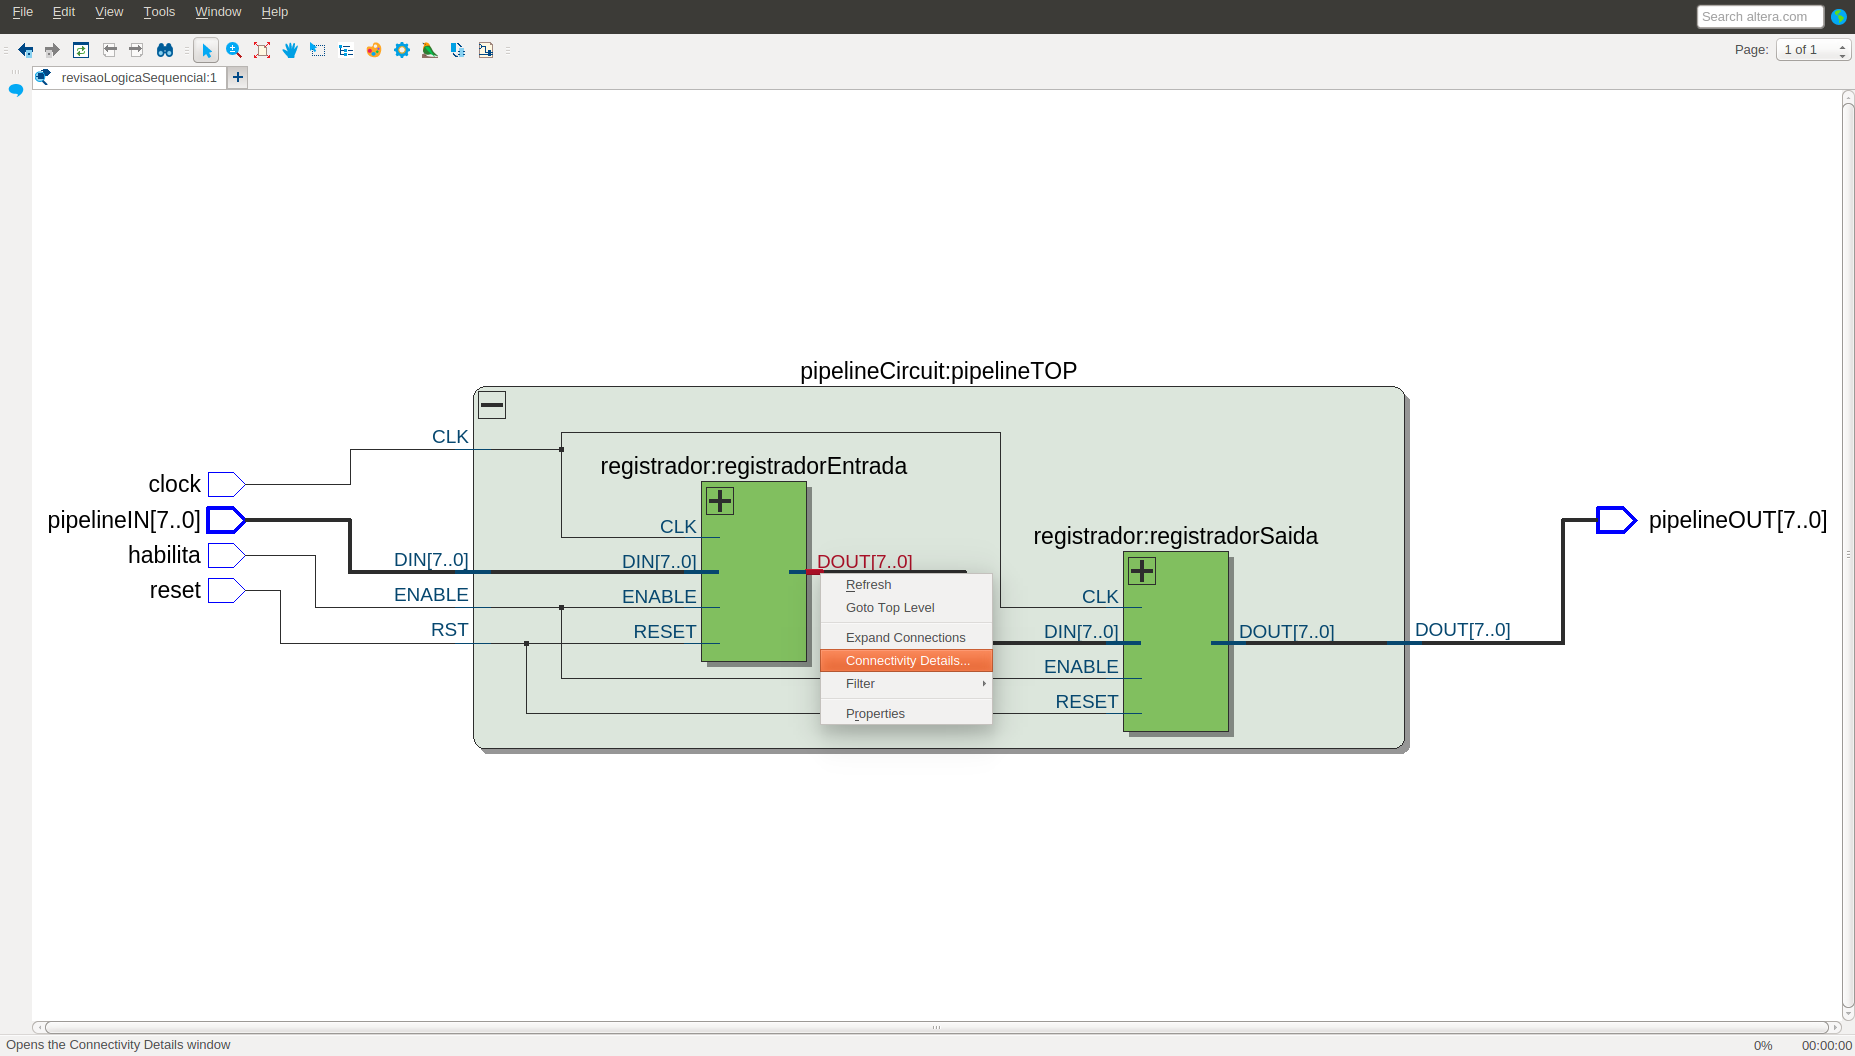 File Edit View Tools Window Help
Search altera.com
Page: 1 of 1
revisaoLogicaSequencial:1
pipelineCircuit:pipelineTOP
CLK
registrador:registradorEntrada
clock
pipelineIN[7..0]
pipelineOUT[7..0]
CLK
registrador:registradorSaida
habilita
DIN[7..0]
DIN[7..0]
DOUT[7..0]
reset
ENABLE
ENABLE
CLK
RST
RESET
DIN[7..0]
DOUT[7..0]
DOUT[7..0]
ENABLE
RESET
Refresh
Goto Top Level
Expand Connections
Connectivity Details...
Filter
Properties
Opens the Connectivity Details window
0% 00:00:00